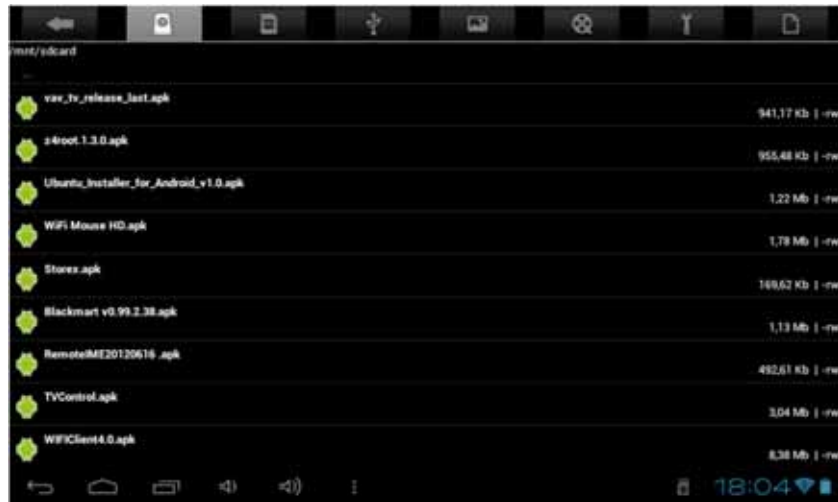 /mnt/sdcard
..
vav_tv_release_last.apk
941,17 Kb | -rw
z4root.1.3.0.apk
955,48 Kb | -rw
Ubuntu_Installer_for_Android_v1.0.apk
1,22 Mb | -rw
WiFi Mouse HD.apk
1,78 Mb | -rw
Storex.apk
169,62 Kb | -rw
Blackmart v0.99.2.38.apk
1,13 Mb | -rw
RemoteIME20120616 .apk
492,61 Kb | -rw
TVControl.apk
3,04 Mb | -rw
WIFIClient4.0.apk
8,38 Mb | -rw
18:04